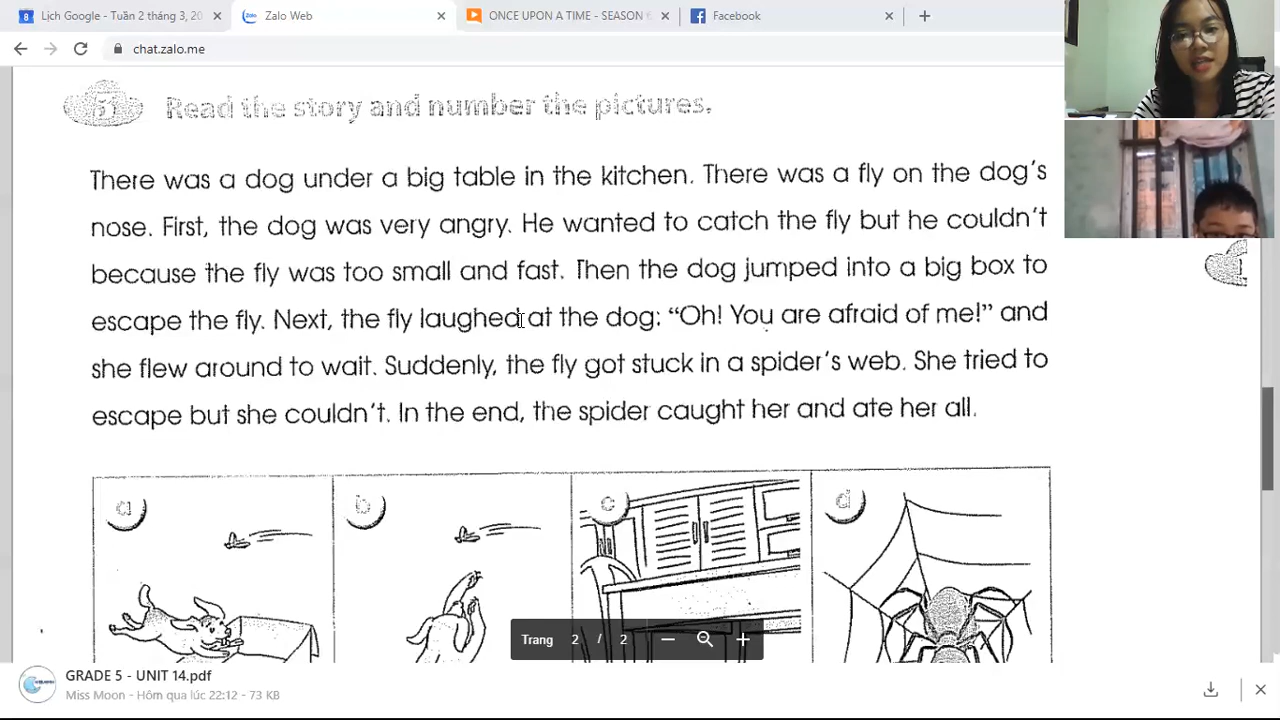 Lịch Google - Tuần 2 tháng 3, 20
Zalo Web
ONCE UPON A TIME - SEASON
Facebook
chat.zalo.me
51 Read the story and number the pictures.
There was a dog under a big table in the kitchen. There was a fly on the dog's
nose. First, the dog was very angry. He wanted to catch the fly but he couldn't
because the fly was too small and fast. Then the dog jumped into a big box to
escape the fly. Next, the fly laughed at the dog: “Oh! You are afraid of me!” and
she flew around to wait. Suddenly, the fly got stuck in a spider's web. She tried to
escape but she couldn't. In the end, the spider caught her and ate her all.
a b c d
Trang 2 / 2
GRADE 5 - UNIT 14.pdf
Miss Moon - Hôm qua lúc 22:12 - 73 KB